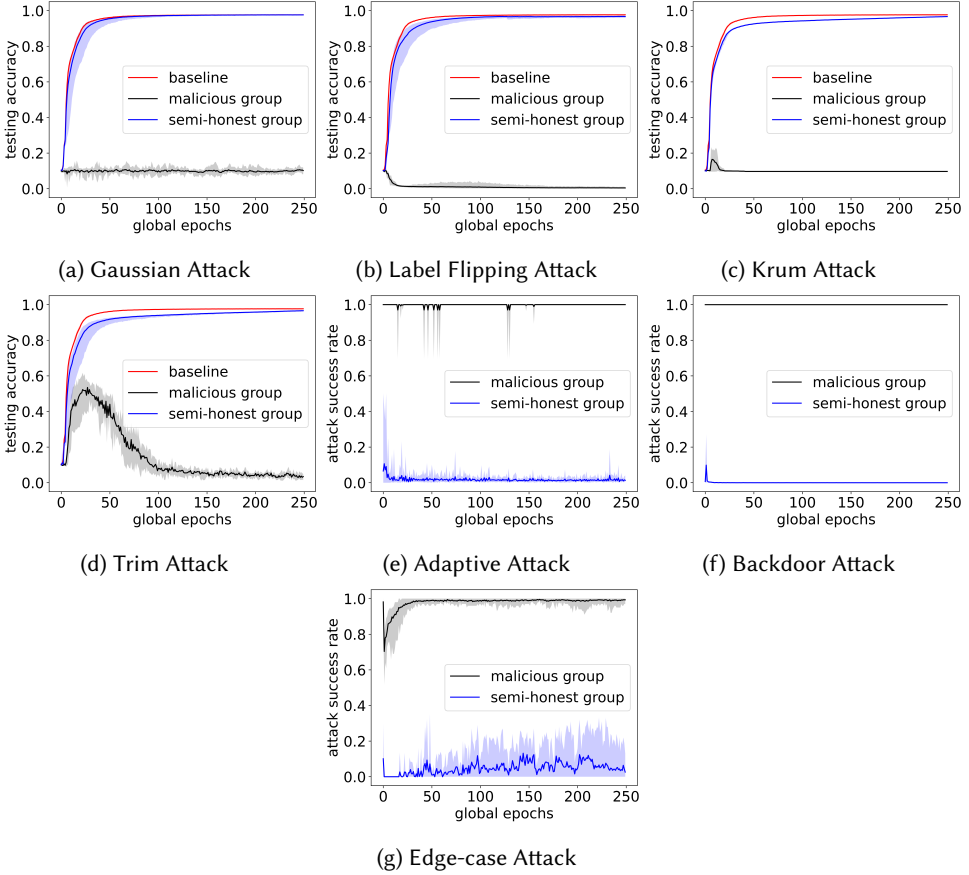 1.0
0.8
0.6
0.4
0.2
0.0
testing accuracy
baseline
malicious group
semi-honest group
0 50 100 150 200 250
global epochs
(a) Gaussian Attack
1.0
0.8
0.6
0.4
0.2
0.0
testing accuracy
baseline
malicious group
semi-honest group
0 50 100 150 200 250
global epochs
(b) Label Flipping Attack
1.0
0.8
0.6
0.4
0.2
0.0
testing accuracy
baseline
malicious group
semi-honest group
0 50 100 150 200 250
global epochs
(c) Krum Attack
1.0
0.8
0.6
0.4
0.2
0.0
testing accuracy
baseline
malicious group
semi-honest group
0 50 100 150 200 250
global epochs
(d) Trim Attack
1.0
0.8
0.6
0.4
0.2
0.0
attack success rate
malicious group
semi-honest group
0 50 100 150 200 250
global epochs
(e) Adaptive Attack
1.0
0.8
0.6
0.4
0.2
0.0
attack success rate
malicious group
semi-honest group
0 50 100 150 200 250
global epochs
(f) Backdoor Attack
1.0
0.8
0.6
0.4
0.2
0.0
attack success rate
malicious group
semi-honest group
0 50 100 150 200 250
global epochs
(g) Edge-case Attack